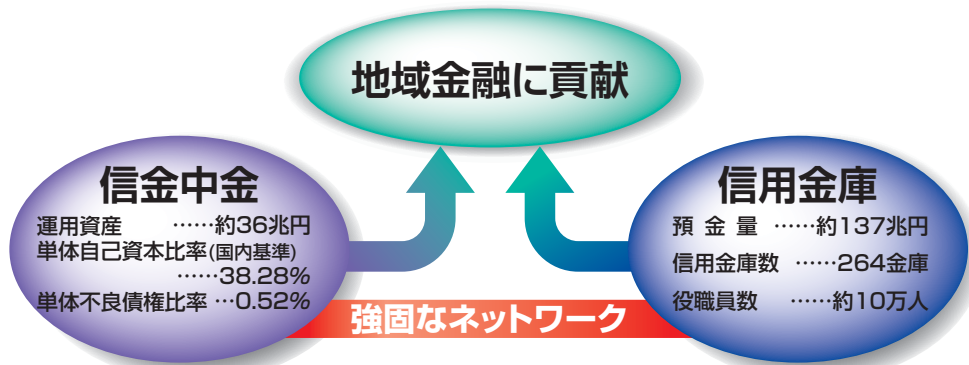 地域金融に貢献
信金中金
運用資産 ……約36兆円
単体自己資本比率(国内基準)
……38.28%
単体不良債権比率 …0.52%
信用金庫
預金量 ……約137兆円
信用金庫数 ……264金庫
役職員数 ……約10万人
強固なネットワーク